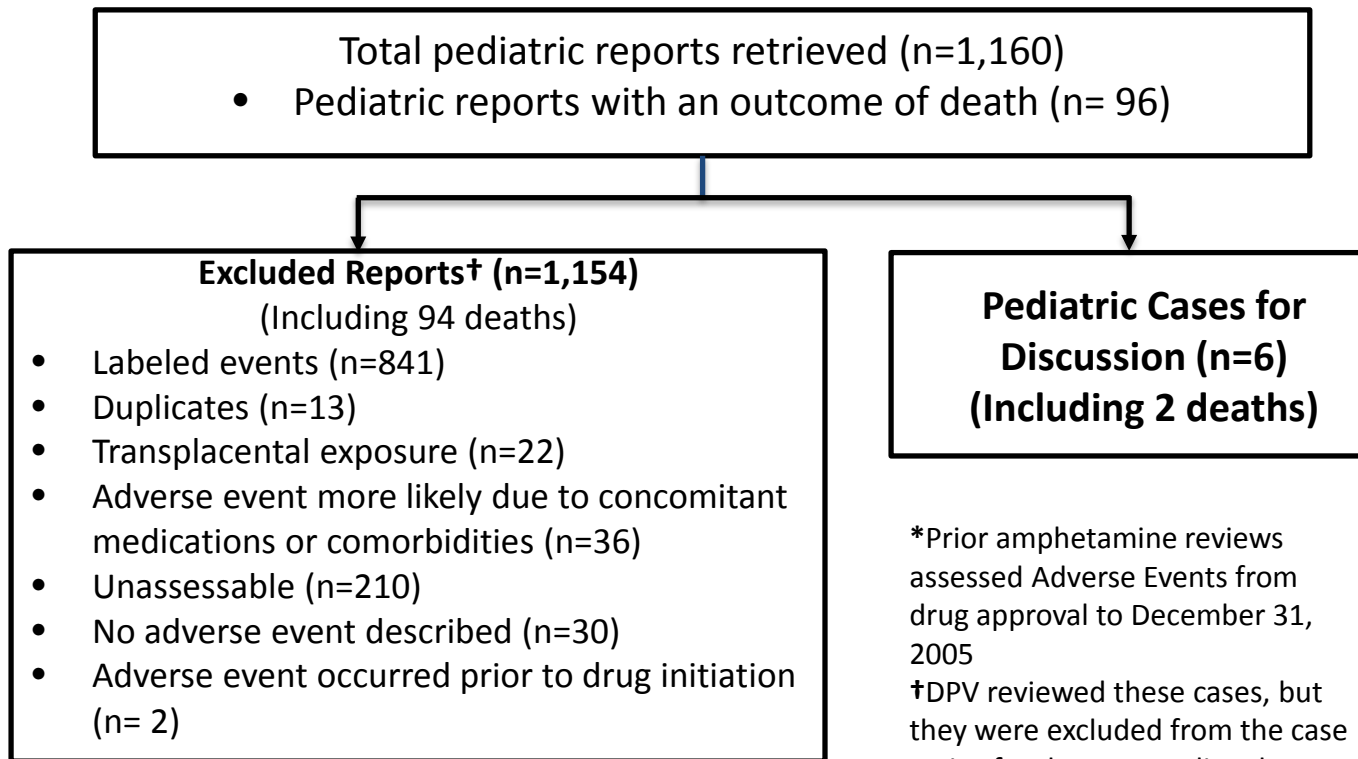 Total pediatric reports retrieved (n=1,160)
• Pediatric reports with an outcome of death (n= 96)
Excluded Reports† (n=1,154)
(Including 94 deaths)
• Labeled events (n=841)
• Duplicates (n=13)
• Transplacental exposure (n=22)
• Adverse event more likely due to concomitant
medications or comorbidities (n=36)
• Unassessable (n=210)
• No adverse event described (n=30)
• Adverse event occurred prior to drug initiation
(n= 2)
Pediatric Cases for
Discussion (n=6)
(Including 2 deaths)
*Prior amphetamine reviews
assessed Adverse Events from
drug approval to December 31,
2005
†DPV reviewed these cases, but
they were excluded from the case